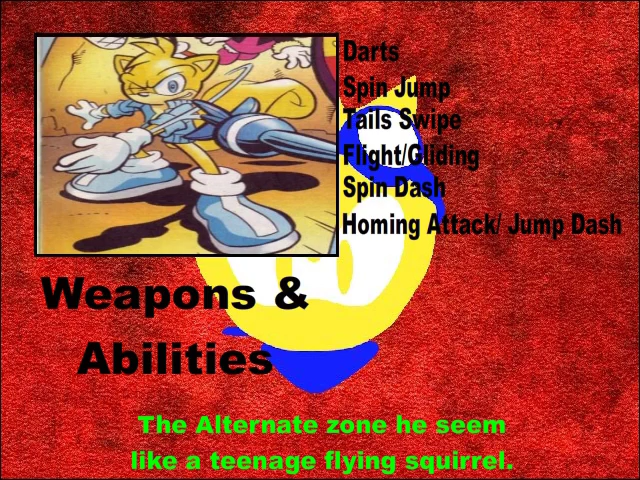 Darts
Spin Jump
Tails Swipe
Flight/Gliding
Spin Dash
Homing Attack/ Jump Dash
Weapons &
Abilities
The Alternate zone he seem
like a teenage flying squirrel.